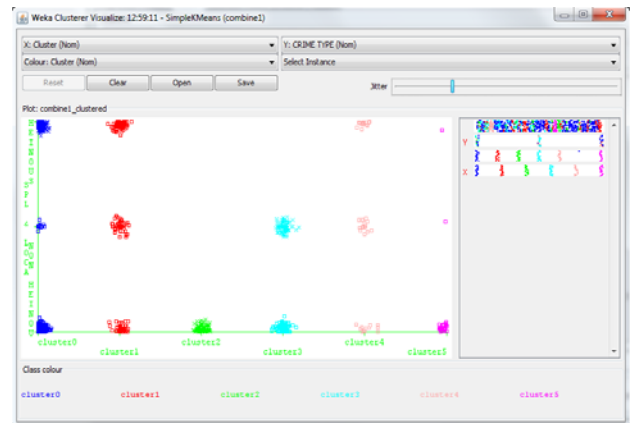 Weka Clusterer Visualize: 12:59:11 - SimpleKMeans (combine1)
X: Cluster (Nom)
Y: CRIME TYPE (Nom)
Colour: Cluster (Nom)
Select Instance
Reset
Clear
Open
Save
Jitter
Plot: combine1_clustered
Y
X
cluster0
cluster1
cluster2
cluster3
cluster4
cluster5
Class colour
cluster0 cluster1 cluster2 cluster3 cluster4 cluster5